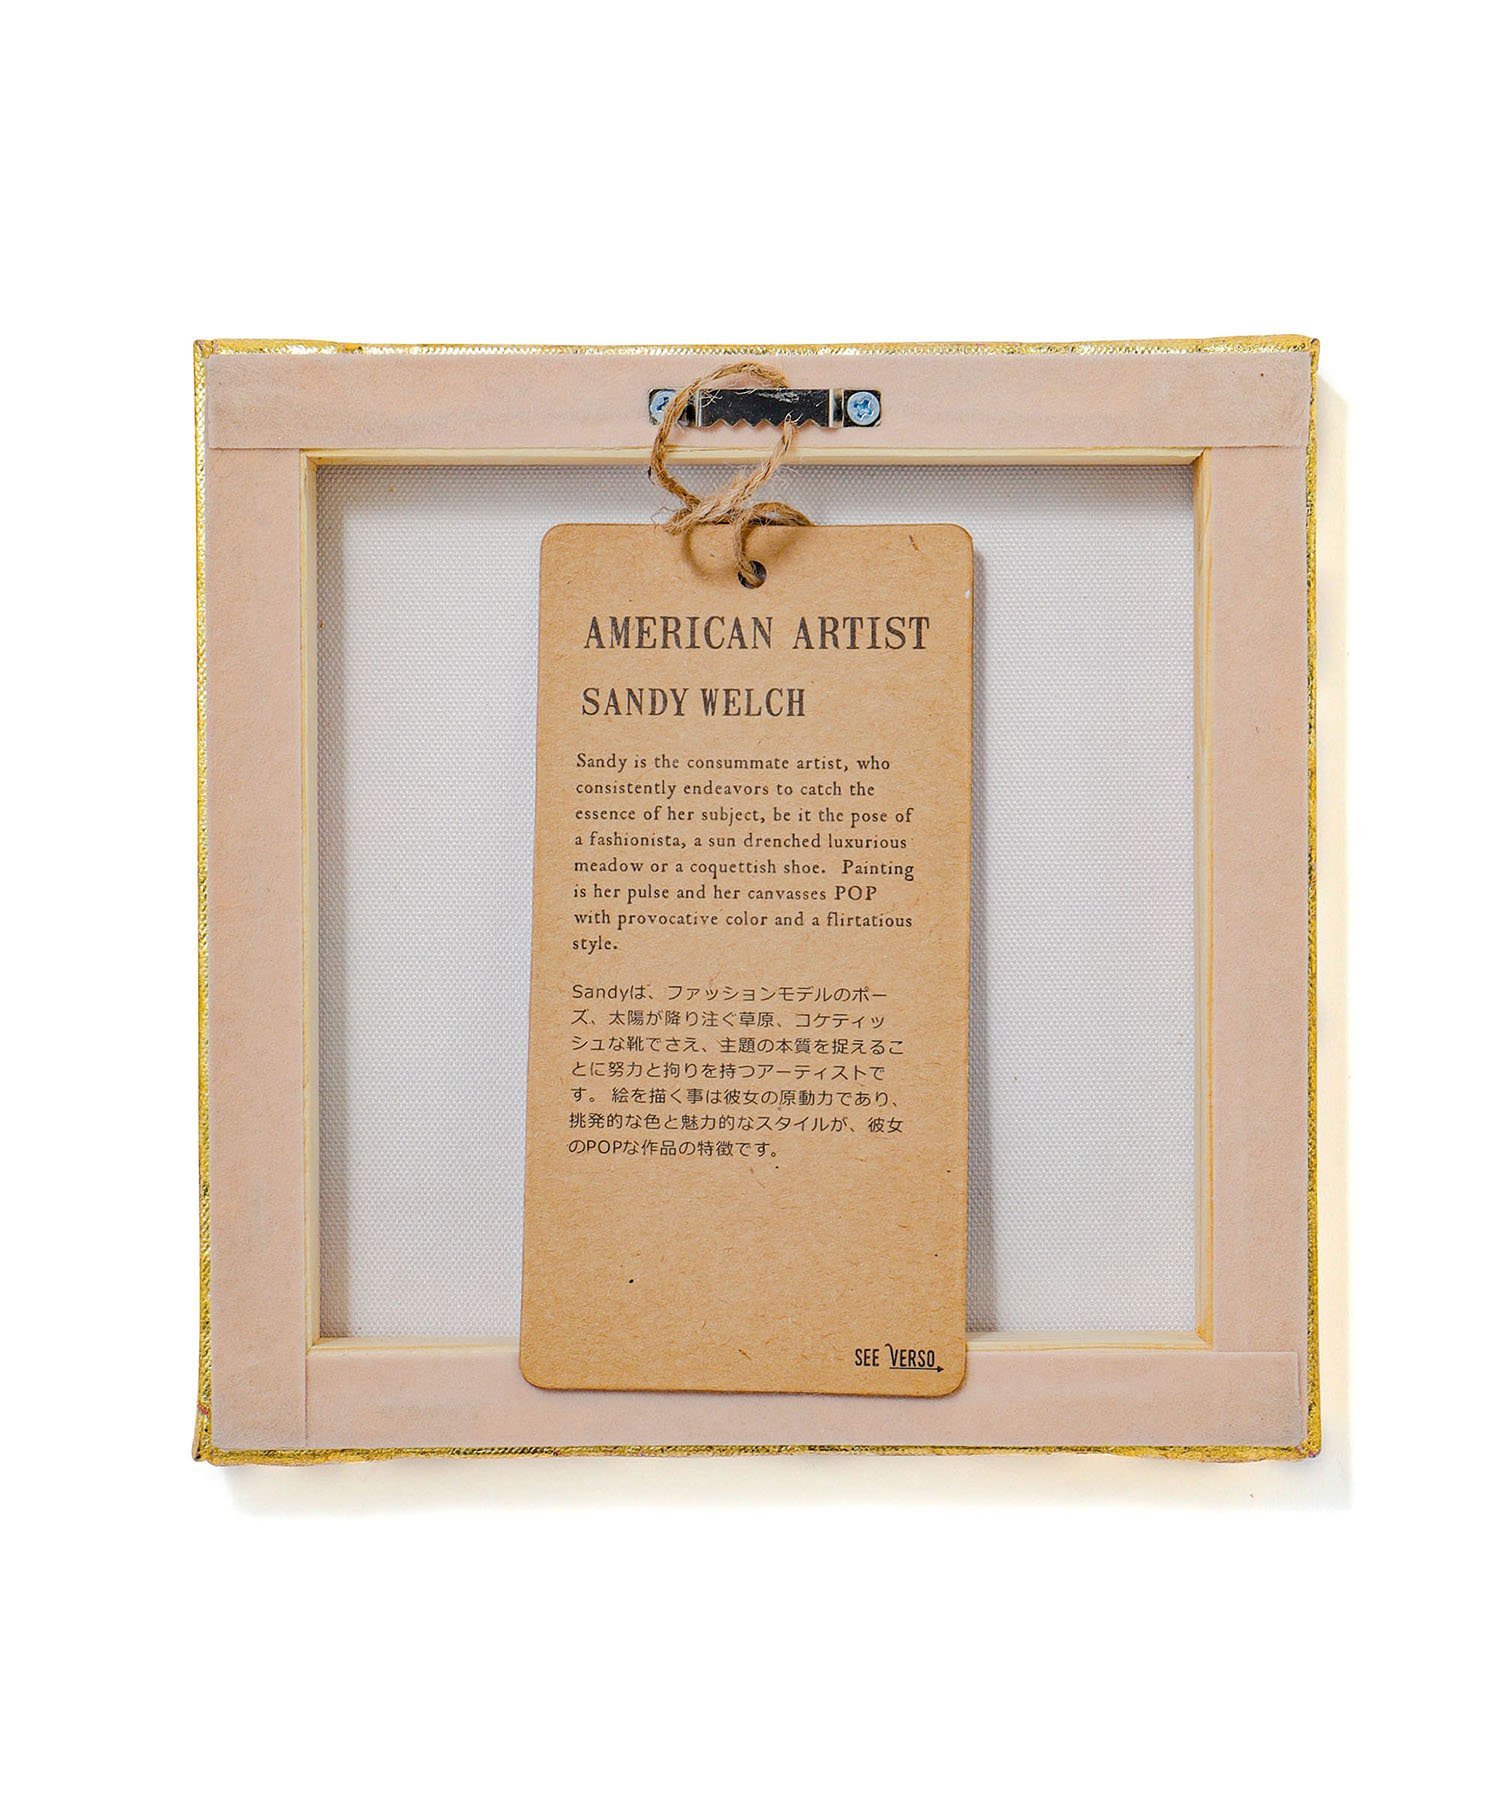 AMERICAN ARTIST
SANDY WELCH
Sandy is the consummate artist, who
consistently endeavors to catch the
essence of her subject, be it the pose of
a fashionista, a sun drenched luxurious
meadow or a coquettish shoe. Painting
is her pulse and her canvasses POP
with provocative color and a flirtatious
style.
Sandyは、ファッションモデルのポー
ズ、太陽が降り注ぐ草原、コケティッ
シュな靴でさえ、主題の本質を捉えるこ
とに努力と拘りを持つアーティストで
す。 絵を描く事は彼女の原動力であり、
挑発的な色と魅力的なスタイルが、彼女
のPOPな作品の特徴です。
SEE VERSO